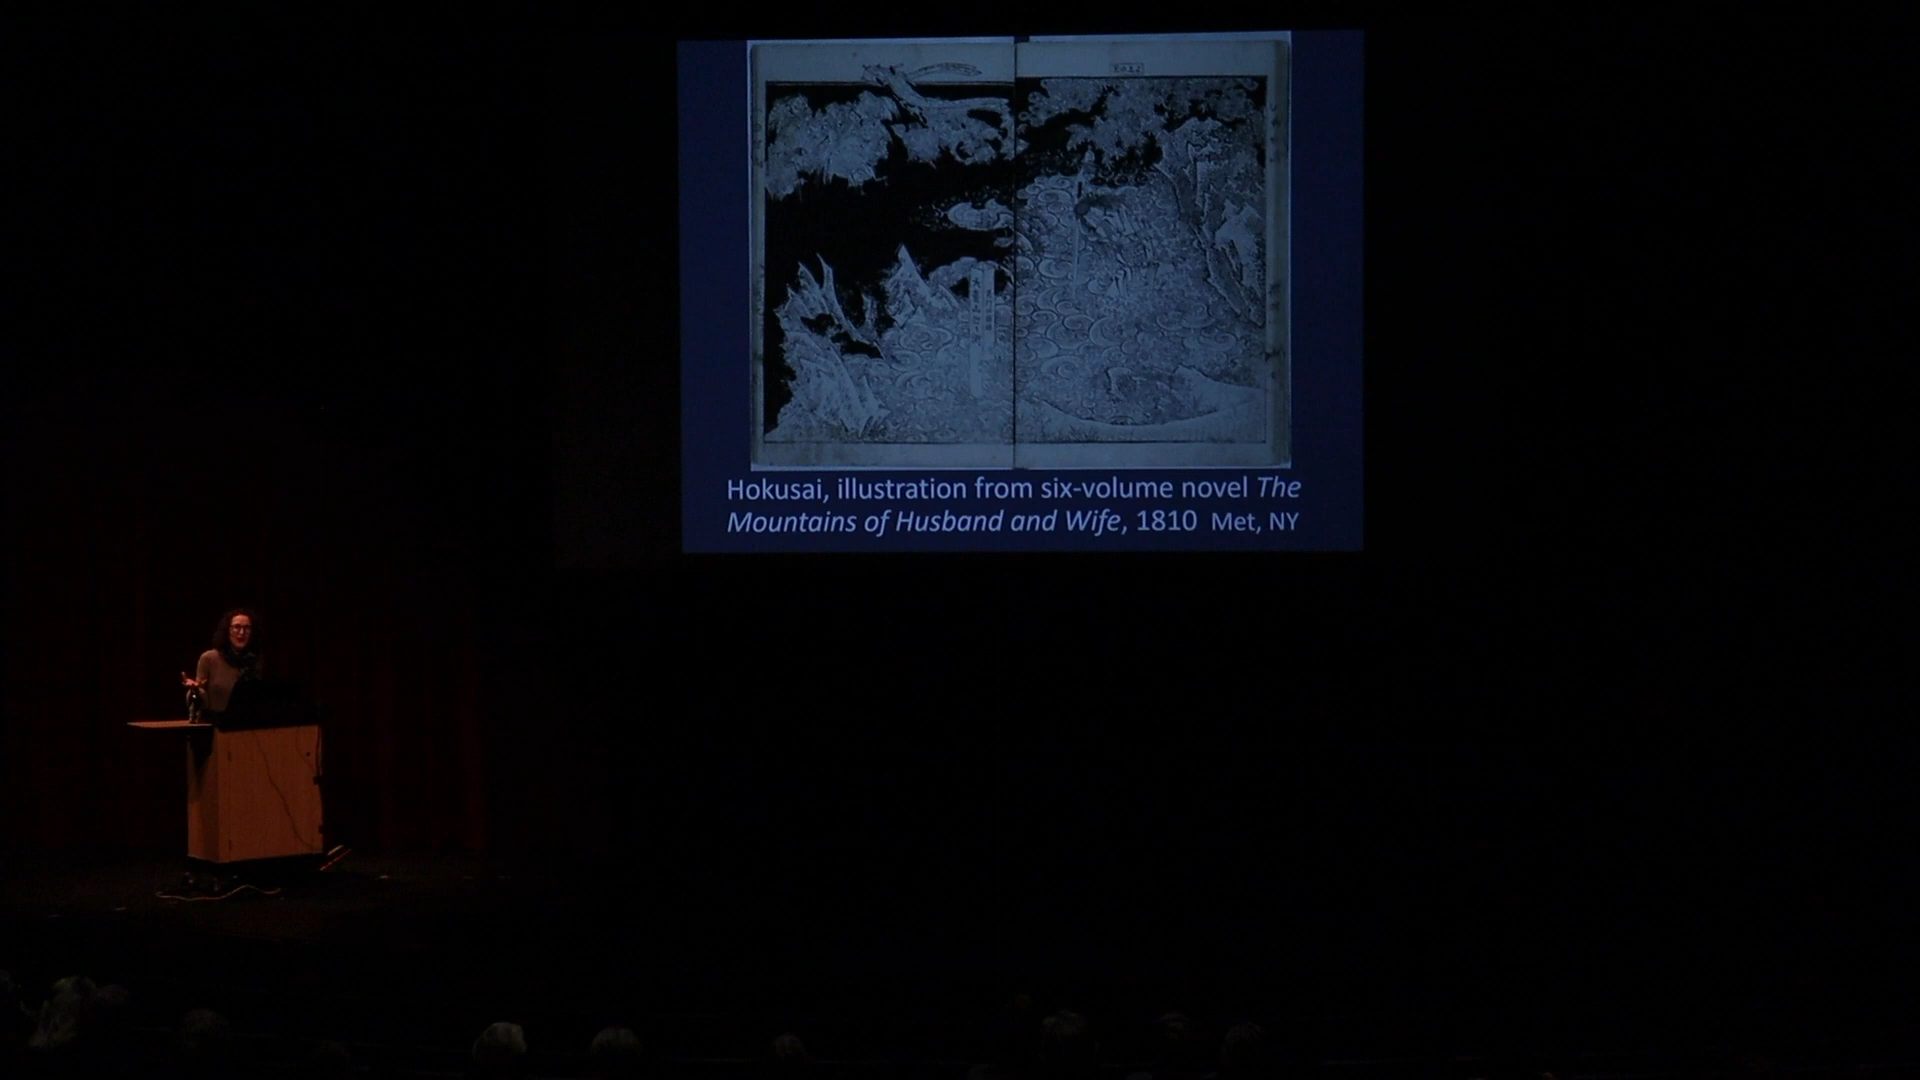 Hokusai, illustration from six-volume novel The
Mountains of Husband and Wife, 1810 Met, NY